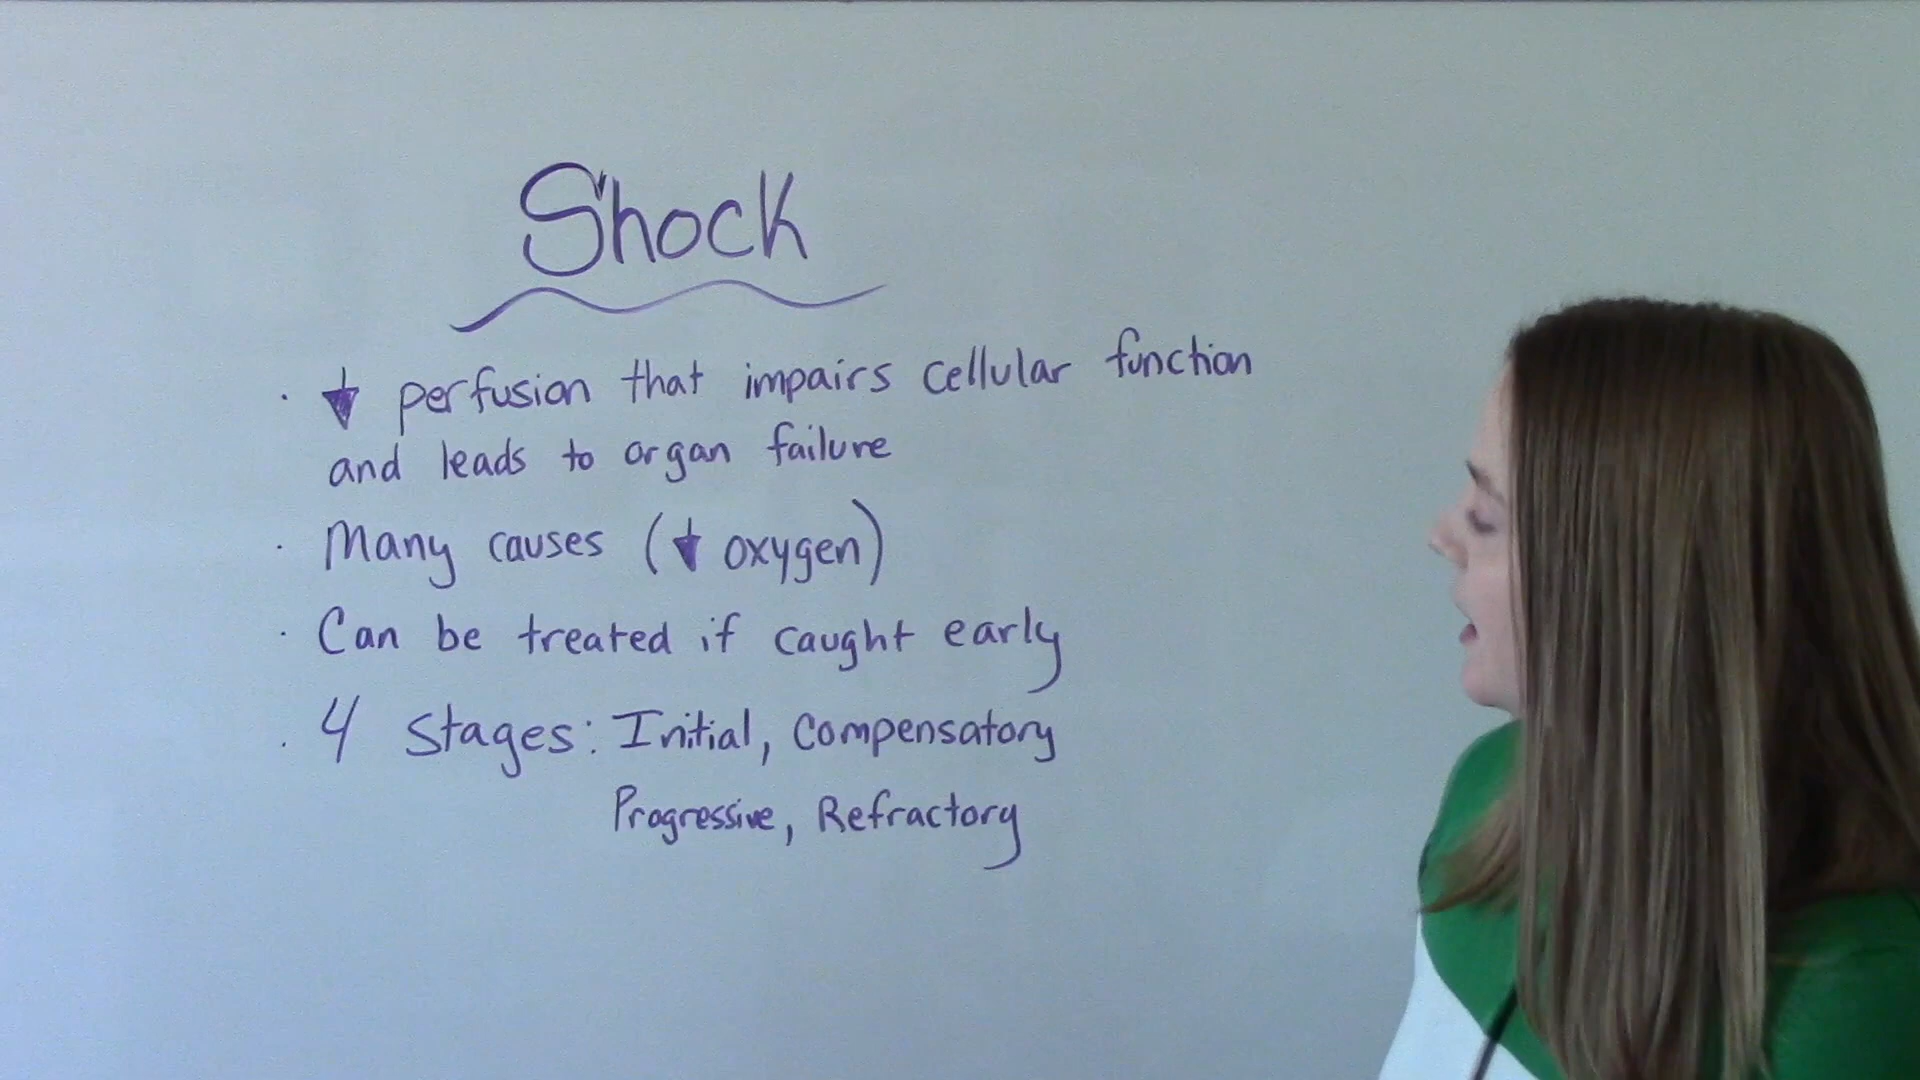 Shock
· ↓ perfusion that impairs cellular function
and leads to organ failure
· Many causes (↓ oxygen)
· Can be treated if caught early
· 4 Stages: Initial, Compensatory
Progressive, Refractory